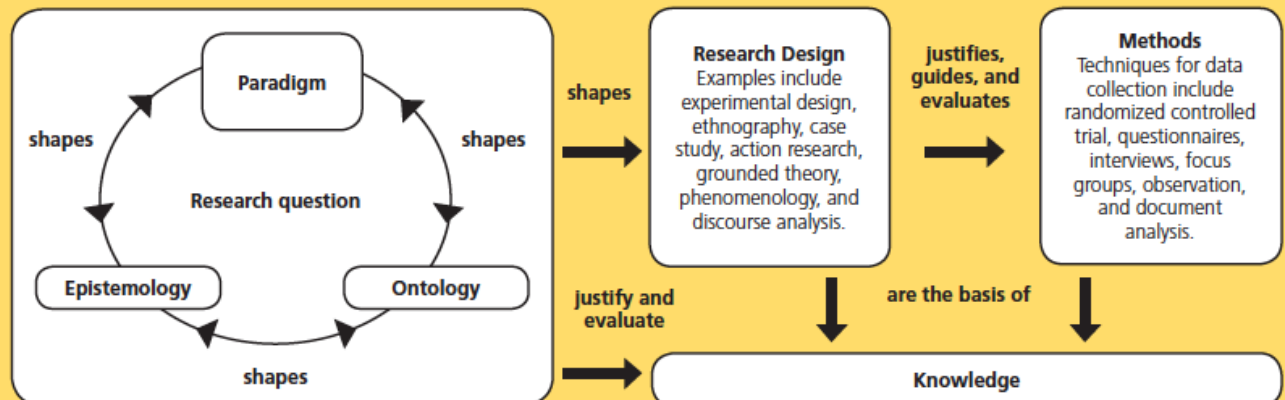 Paradigm
shapes
shapes
Research question
Epistemology
Ontology
shapes
shapes
Research Design
Examples include
experimental design,
ethnography, case
study, action research,
grounded theory,
phenomenology, and
discourse analysis.
justifies,
guides, and
evaluates
Methods
Techniques for data
collection include
randomized controlled
trial, questionnaires,
interviews, focus
groups, observation,
and document
analysis.
justify and
evaluate
are the basis of
Knowledge